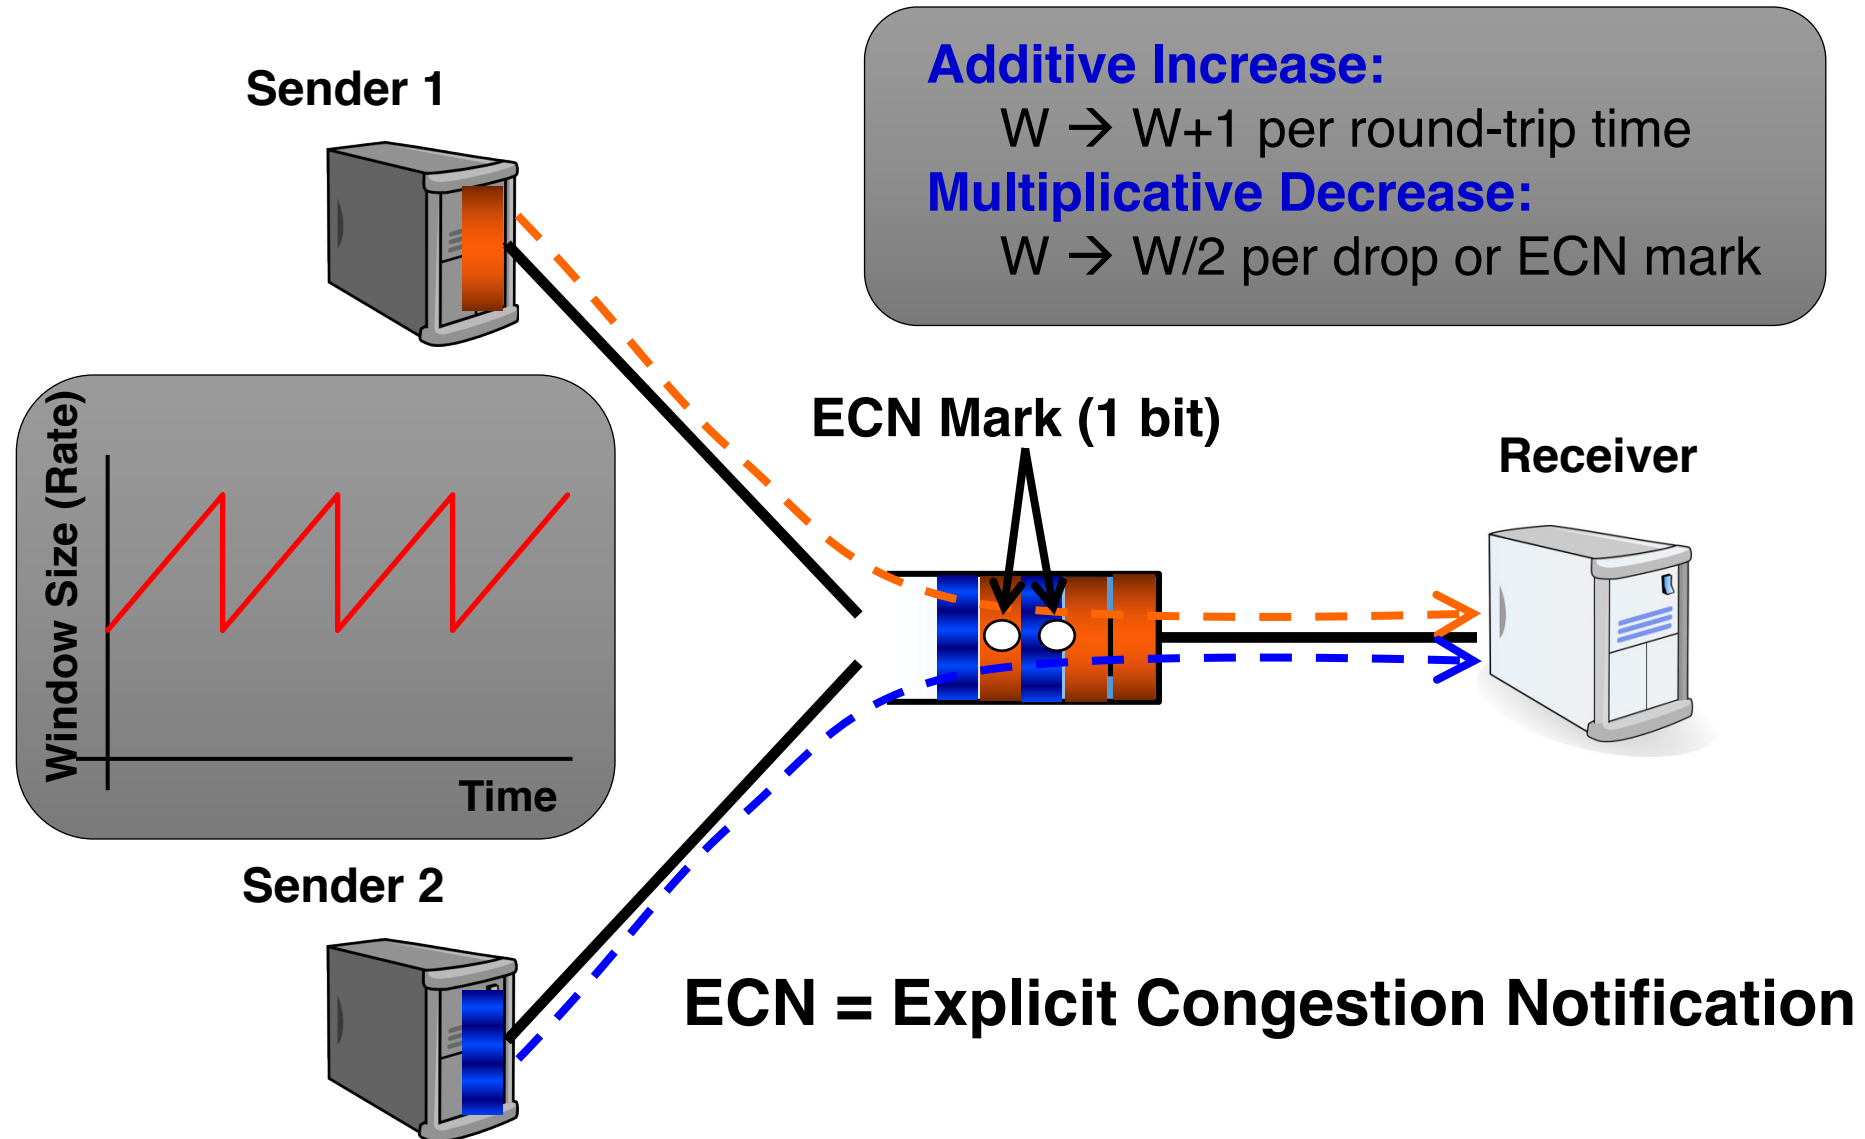 Sender 1
Additive Increase:
W → W+1 per round-trip time
Multiplicative Decrease:
W → W/2 per drop or ECN mark
Window Size (Rate)
Time
ECN Mark (1 bit)
Receiver
Sender 2
ECN = Explicit Congestion Notification